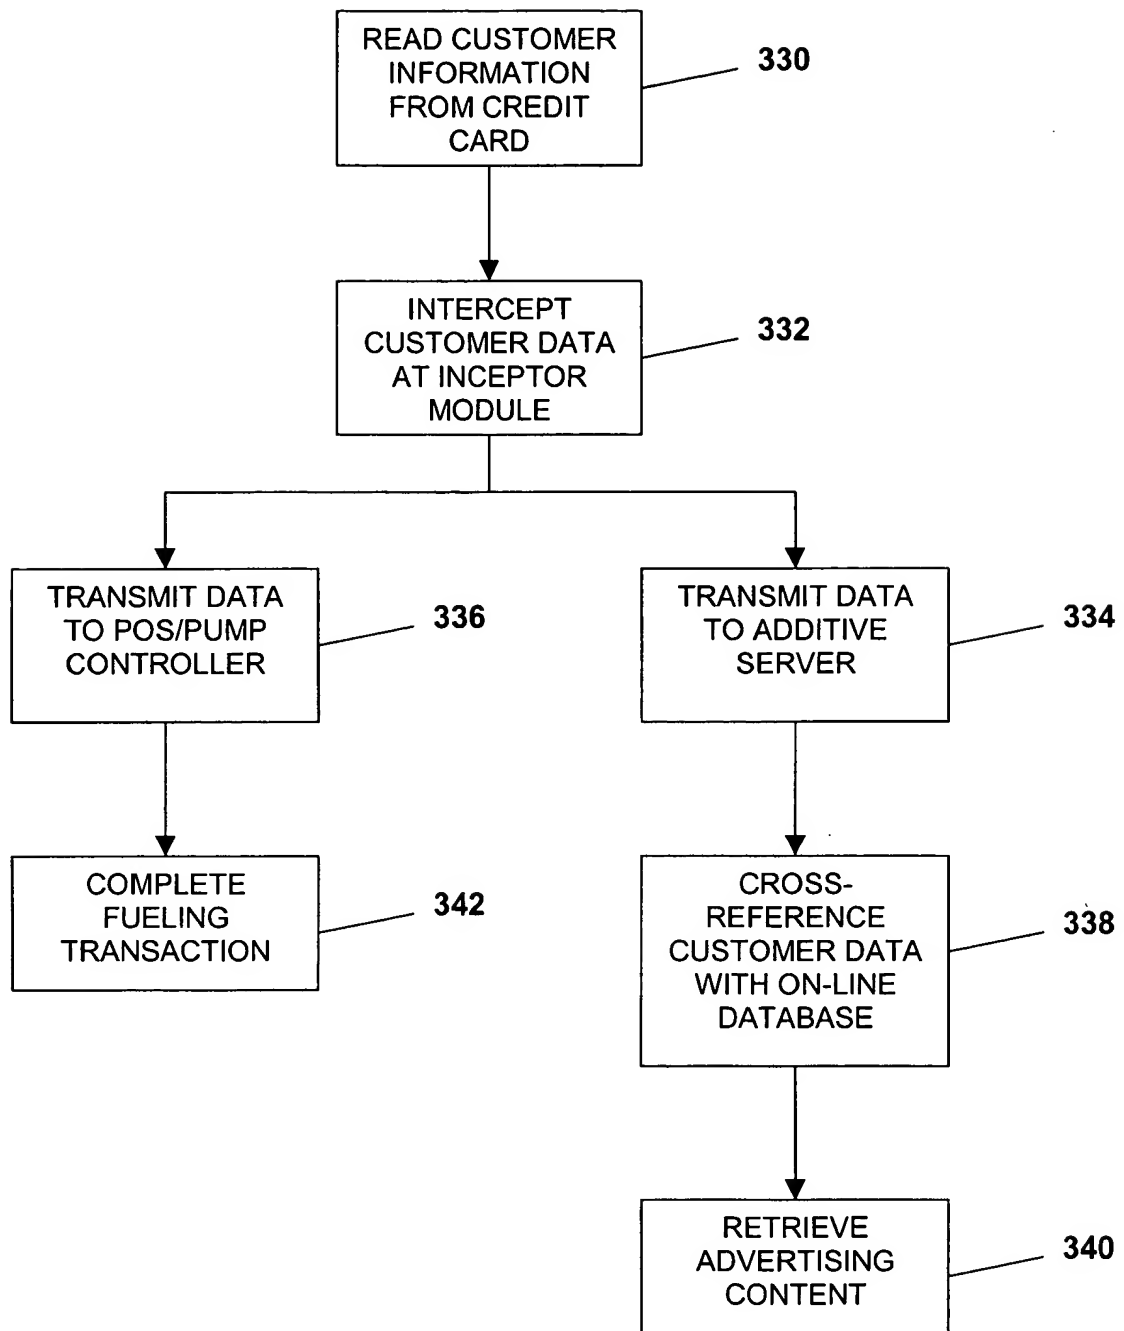 READ CUSTOMER
INFORMATION
FROM CREDIT
CARD
330
INTERCEPT
CUSTOMER DATA
AT INCEPTOR
MODULE
332
TRANSMIT DATA
TO POS/PUMP
CONTROLLER
336
TRANSMIT DATA
TO ADDITIVE
SERVER
334
COMPLETE
FUELING
TRANSACTION
342
CROSS-
REFERENCE
CUSTOMER DATA
WITH ON-LINE
DATABASE
338
RETRIEVE
ADVERTISING
CONTENT
340